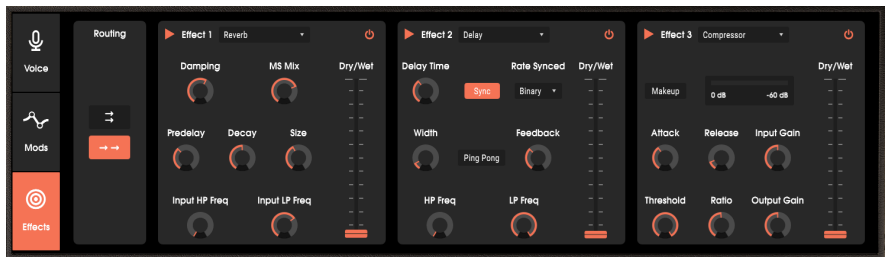 Voice
Mods
Effects
Routing
Effect 1 Reverb
Damping MS Mix Dry/Wet
Predelay Decay Size
Input HP Freq Input LP Freq
Effect 2 Delay
Delay Time Rate Synced Dry/Wet
Sync Binary
Width Feedback
Ping Pong
HP Freq LP Freq
Effect 3 Compressor
Dry/Wet
Makeup 0 dB -60 dB
Attack Release Input Gain
Threshold Ratio Output Gain